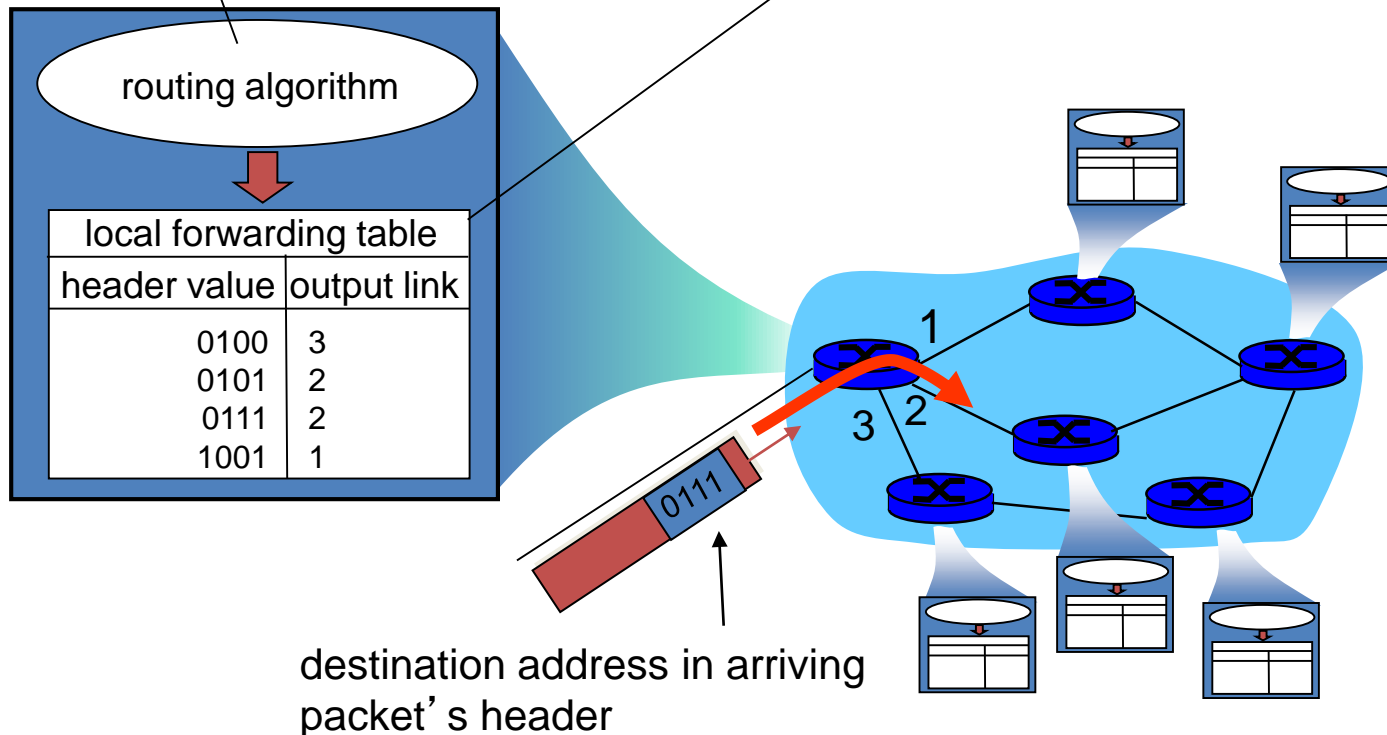 routing algorithm
local forwarding table
header value output link
0100 3
0101 2
0111 2
1001 1
1
2
3
0111
destination address in arriving
packet’s header